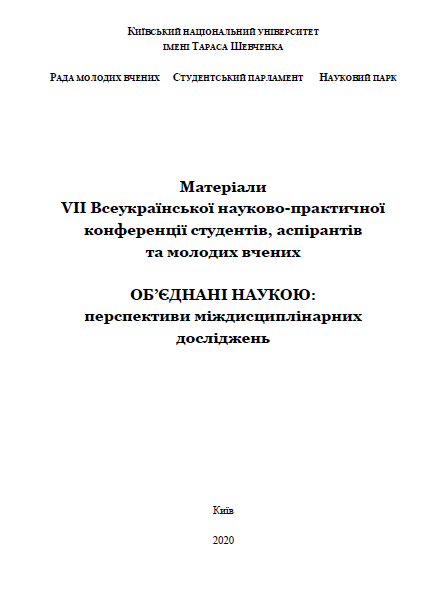 Київський національний університет
імені Тараса Шевченка
Рада молодих вчених Студентський парламент Науковий парк
Матеріали
VII Всеукраїнської науково-практичної
конференції студентів, аспірантів
та молодих вчених
ОБ’ЄДНАНІ НАУКОЮ:
перспективи міждисциплінарних
досліджень
Київ
2020